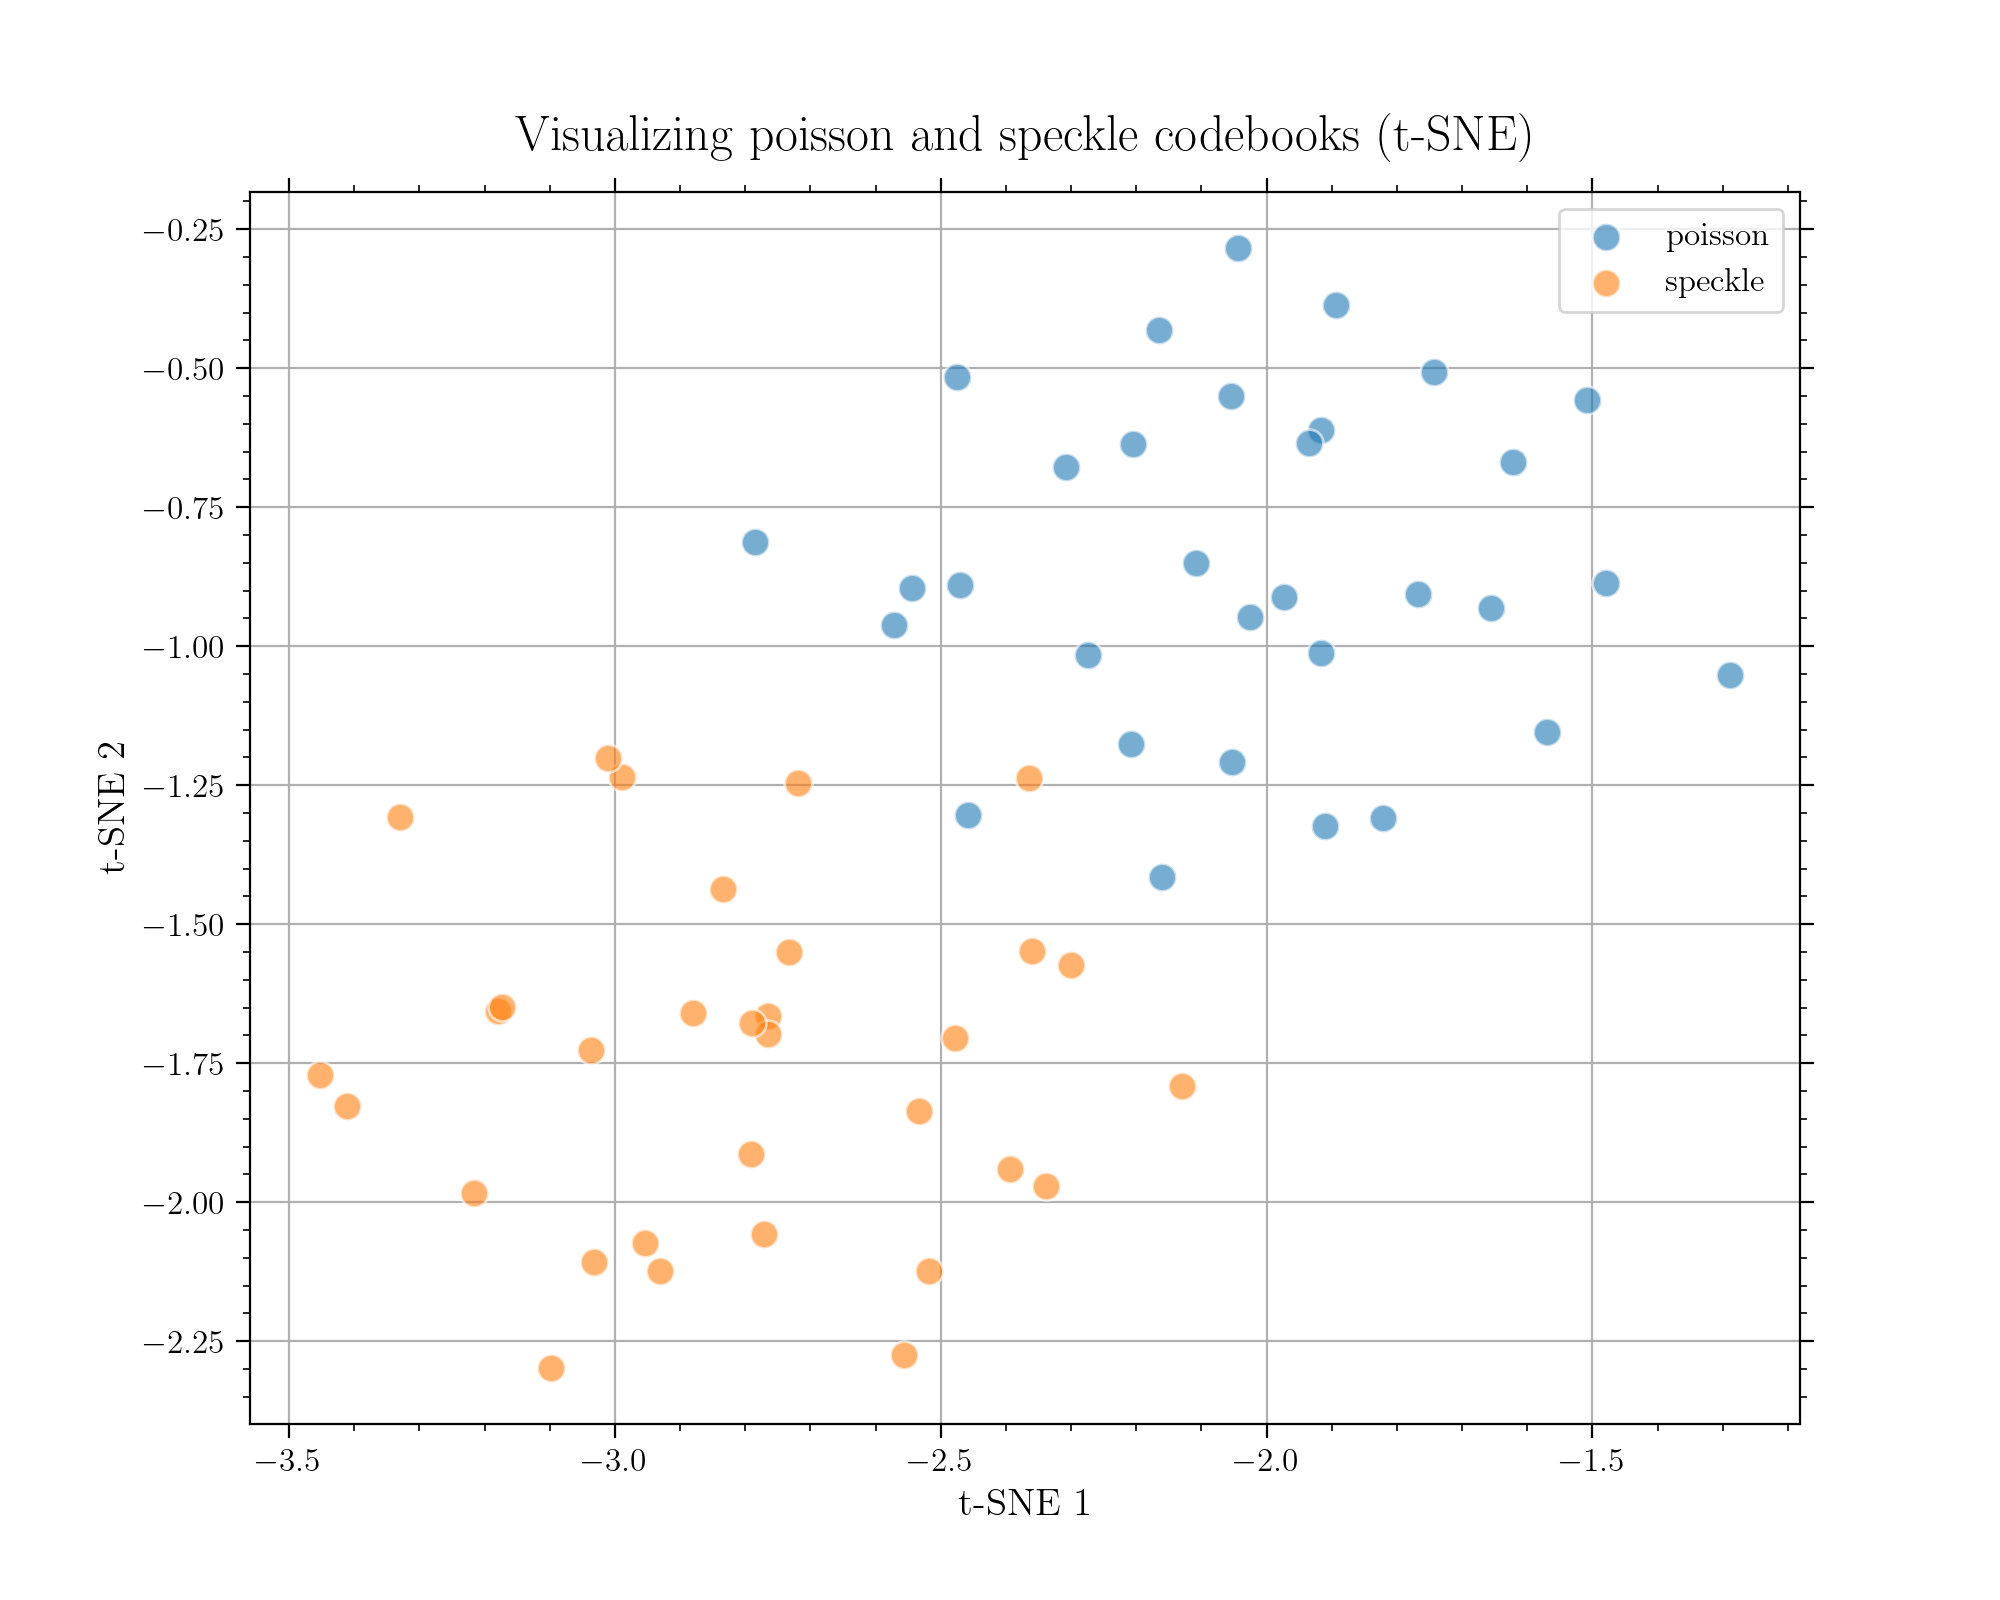 Visualizing poisson and speckle codebooks (t-SNE)
poisson
speckle
−0.25
−0.50
−0.75
−1.00
−1.25
−1.50
−1.75
−2.00
−2.25
t-SNE 2
−3.5 −3.0 −2.5 −2.0 −1.5
t-SNE 1